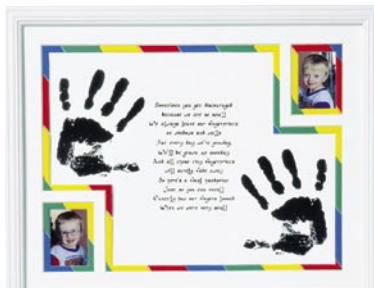 Sometimes you get discouraged
because we are so small
We always leave our fingerprints
on windows and walls
But every day we're growing,
We'll be grown up someday
And all those tiny fingerprints
will surely fade away
So here's a final handprint
Just so you can recall
Exactly how our fingers looked
When we were very small